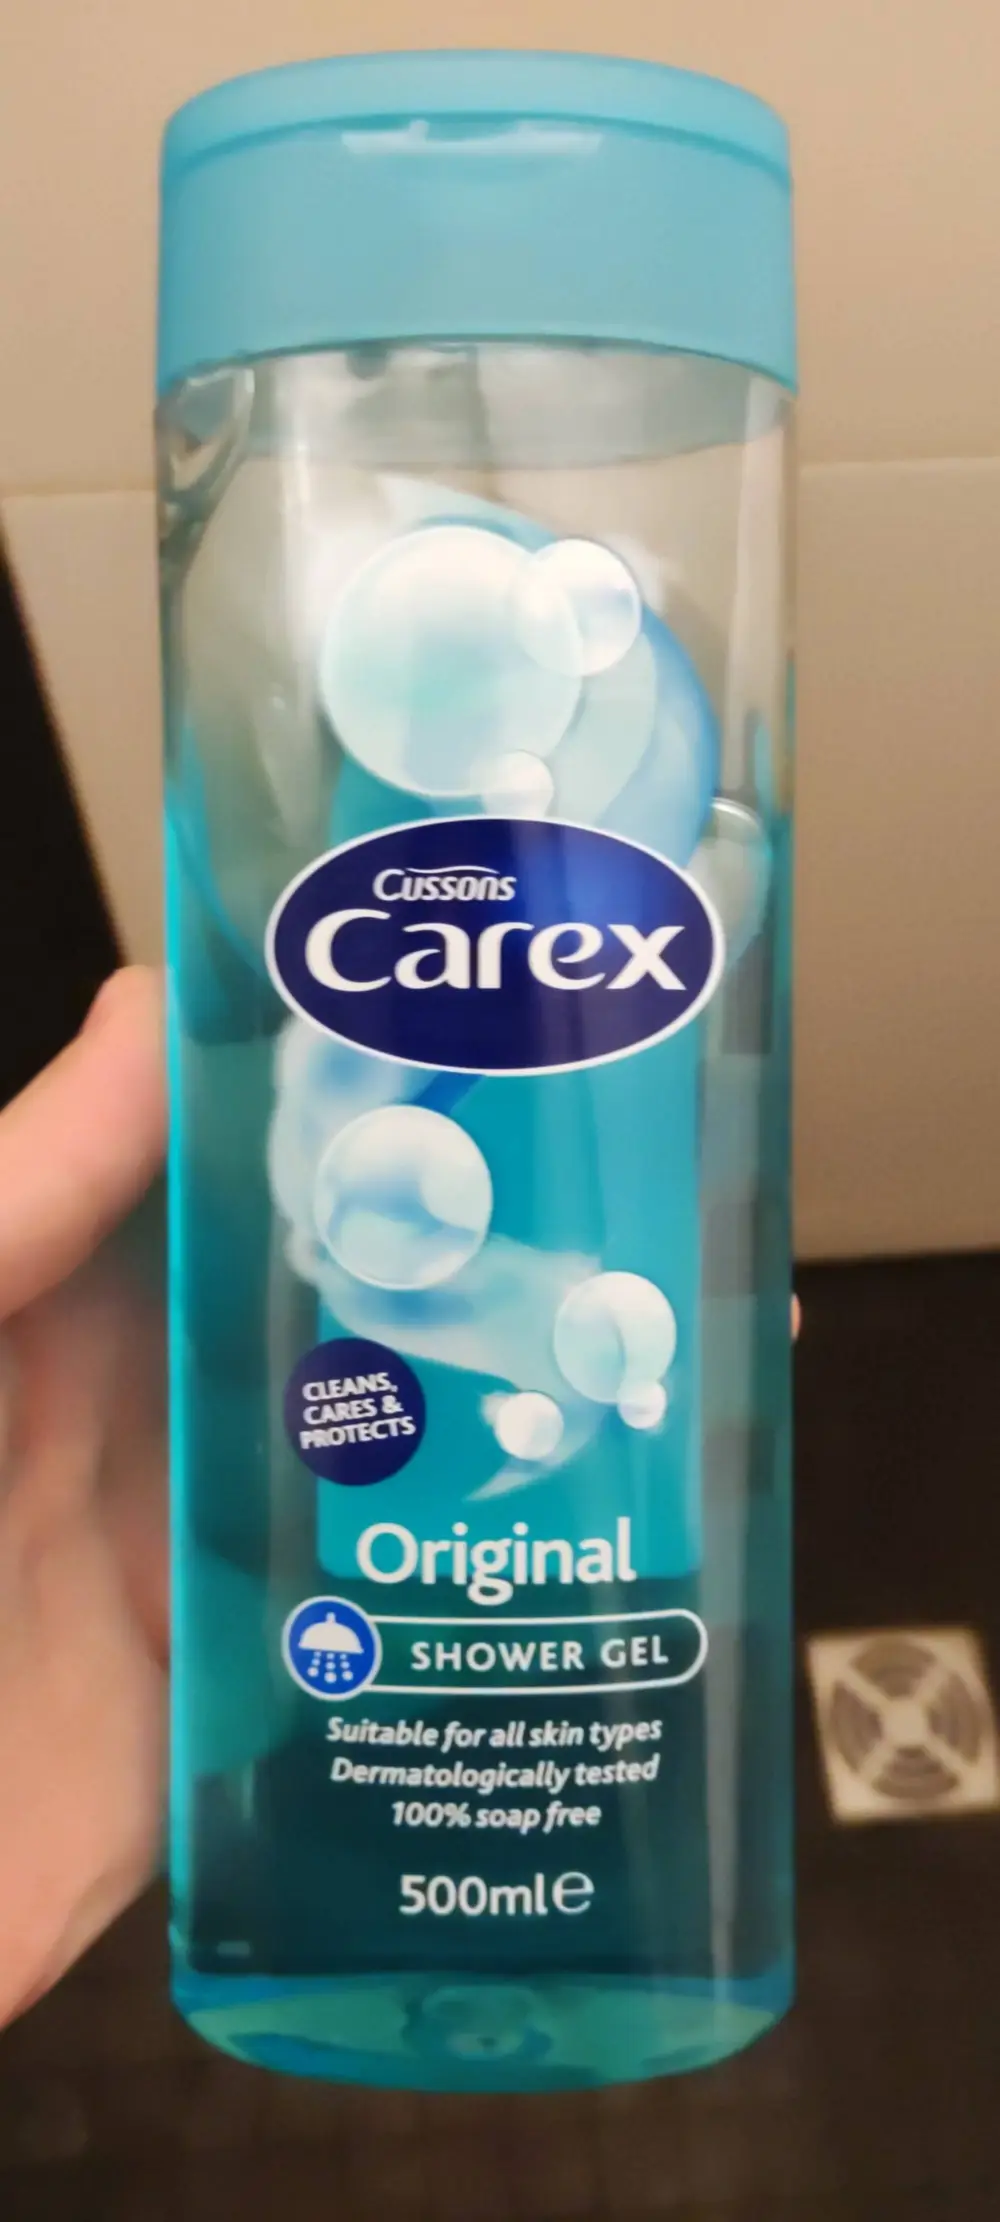 Cussons
Carex
CLEANS,
CARES &
PROTECTS
Original
SHOWER GEL
Suitable for all skin types
Dermatologically tested
100% soap free
500ml℮